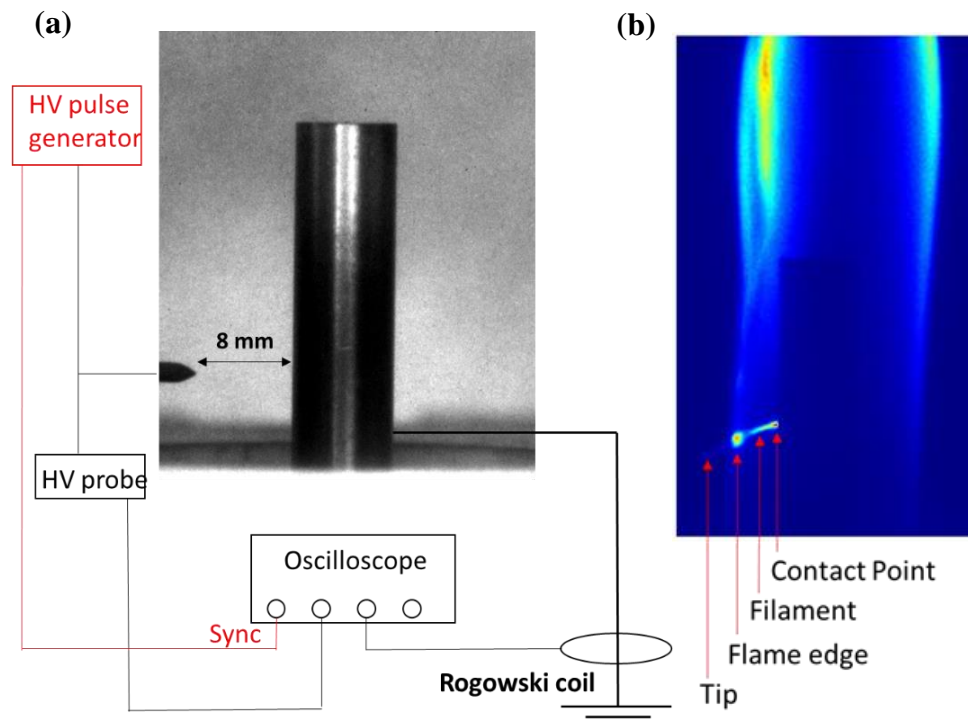 (a)
(b)
HV pulse
generator
8 mm
HV probe
Oscilloscope
Sync
Rogowski coil
Contact Point
Filament
Flame edge
Tip